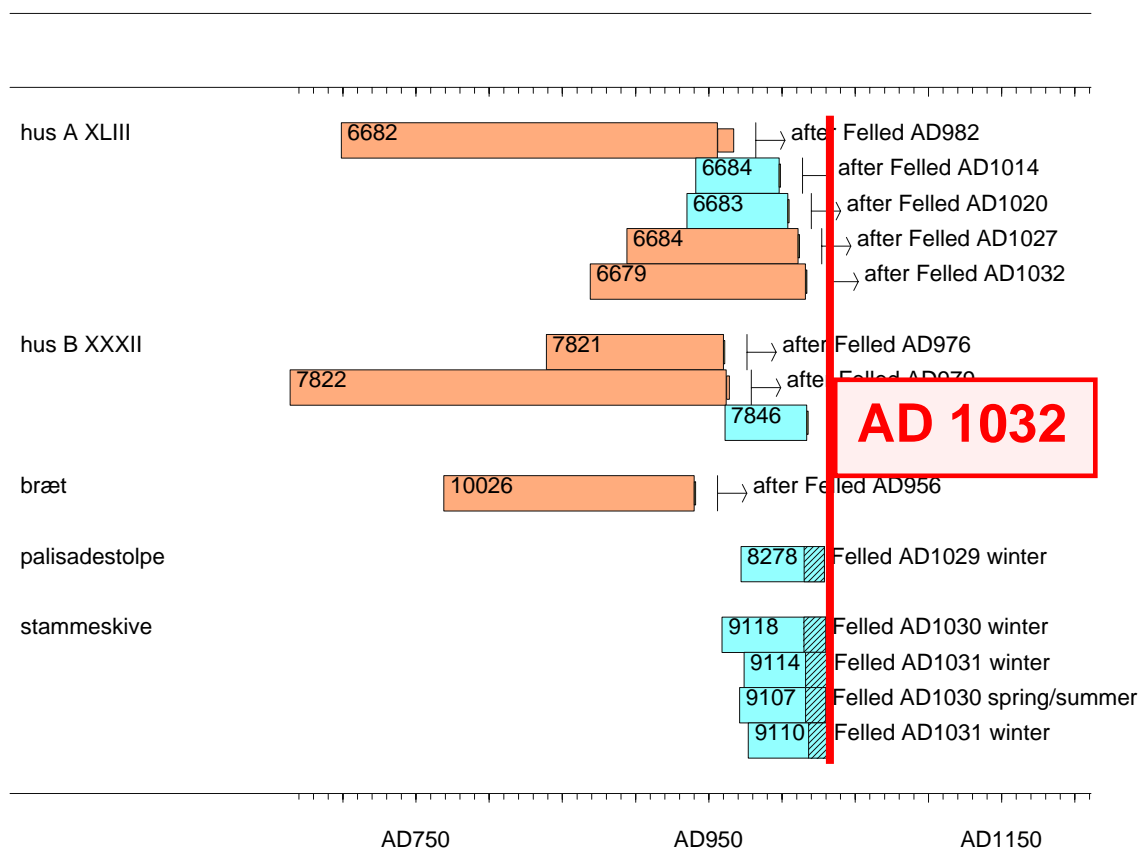 hus A XLIII
6682 after Felled AD982
6684 after Felled AD1014
6683 after Felled AD1020
6684 after Felled AD1027
6679 after Felled AD1032
hus B XXXII
7821 after Felled AD976
7822 after Felled AD979
7846
AD 1032
bræt
10026 after Felled AD956
palisadestolpe
8278 Felled AD1029 winter
stammeskive
9118 Felled AD1030 winter
9114 Felled AD1031 winter
9107 Felled AD1030 spring/summer
9110 Felled AD1031 winter
AD750 AD950 AD1150